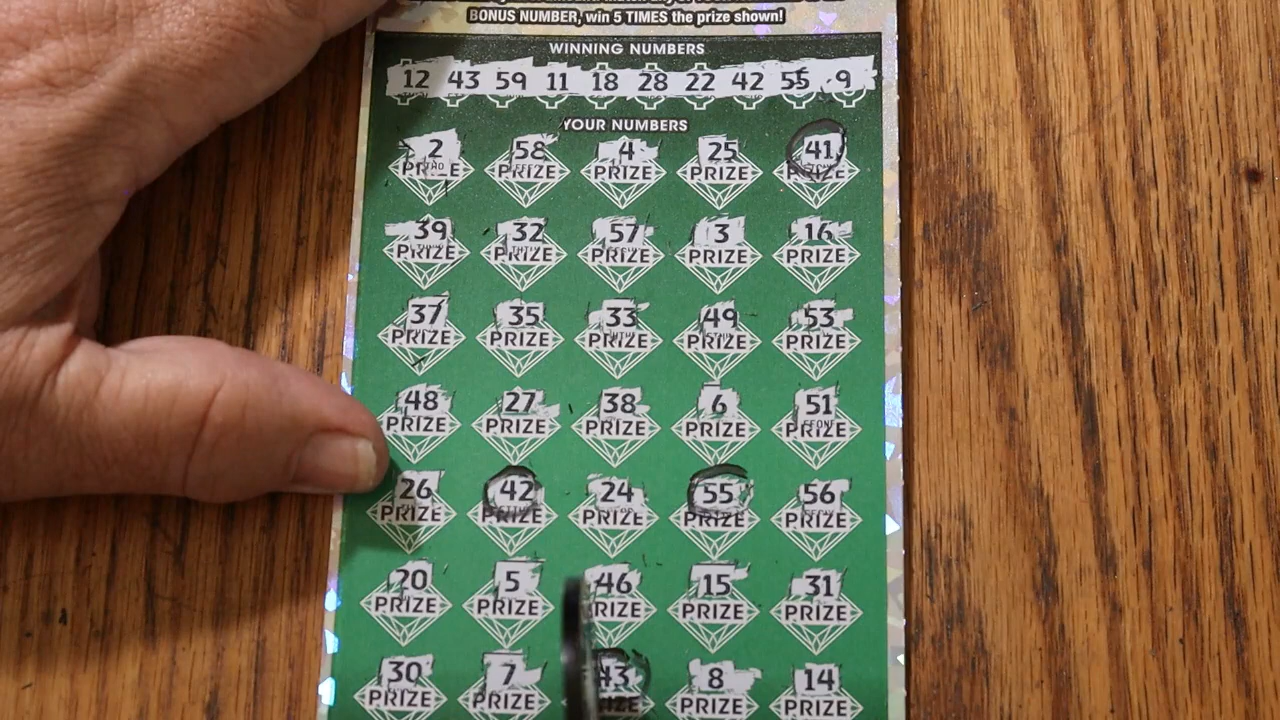 BONUS NUMBER, win 5 TIMES the prize shown!
WINNING NUMBERS
12 43 59 11 18 28 22 42 55 9
YOUR NUMBERS
2 58 4 25 41
PRIZE PRIZE PRIZE PRIZE PRIZE
39 32 57 3 16
PRIZE PRIZE PRIZE PRIZE PRIZE
37 35 33 49 53
PRIZE PRIZE PRIZE PRIZE PRIZE
48 27 38 6 51
PRIZE PRIZE PRIZE PRIZE PRIZE
26 42 24 55 56
PRIZE PRIZE PRIZE PRIZE PRIZE
20 5 46 15 31
PRIZE PRIZE RIZE PRIZE PRIZE
30 7 43 8 14
PRIZE PRIZE PRIZE PRIZE